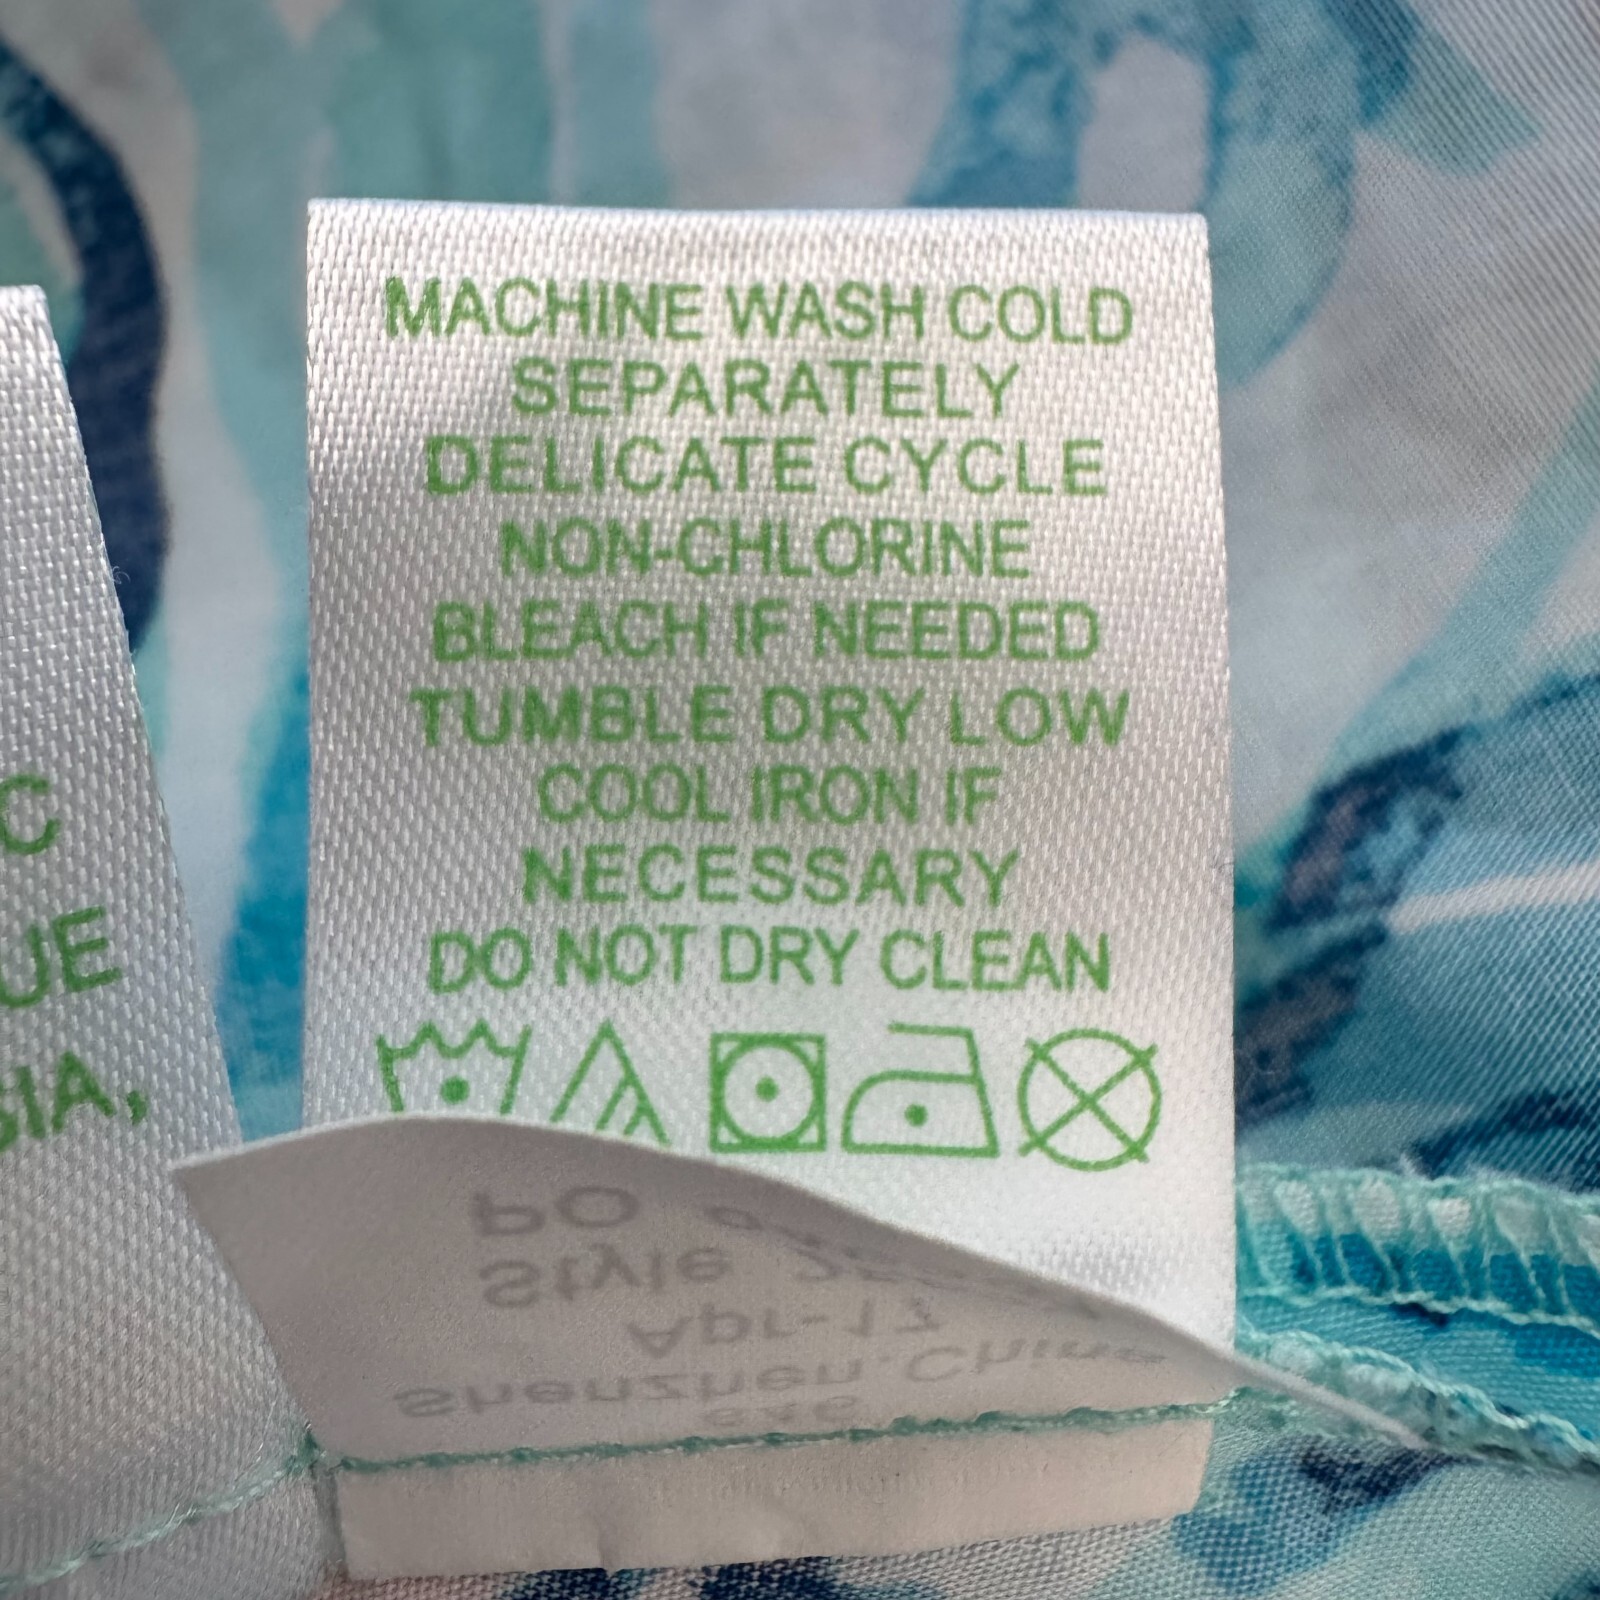 MACHINE WASH COLD
SEPARATELY
DELICATE CYCLE
NON-CHLORINE
BLEACH IF NEEDED
TUMBLE DRY LOW
COOL IRON IF
NECESSARY
DO NOT DRY CLEAN
PO
Style
Apr-17
Shenzhen, China
C
UE
SIA,